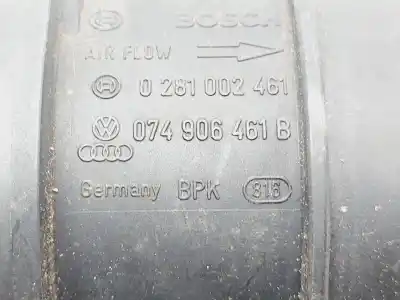 BOSCH
AIR FLOW
0 281 002 461
074 906 461 B
Germany BPK 816